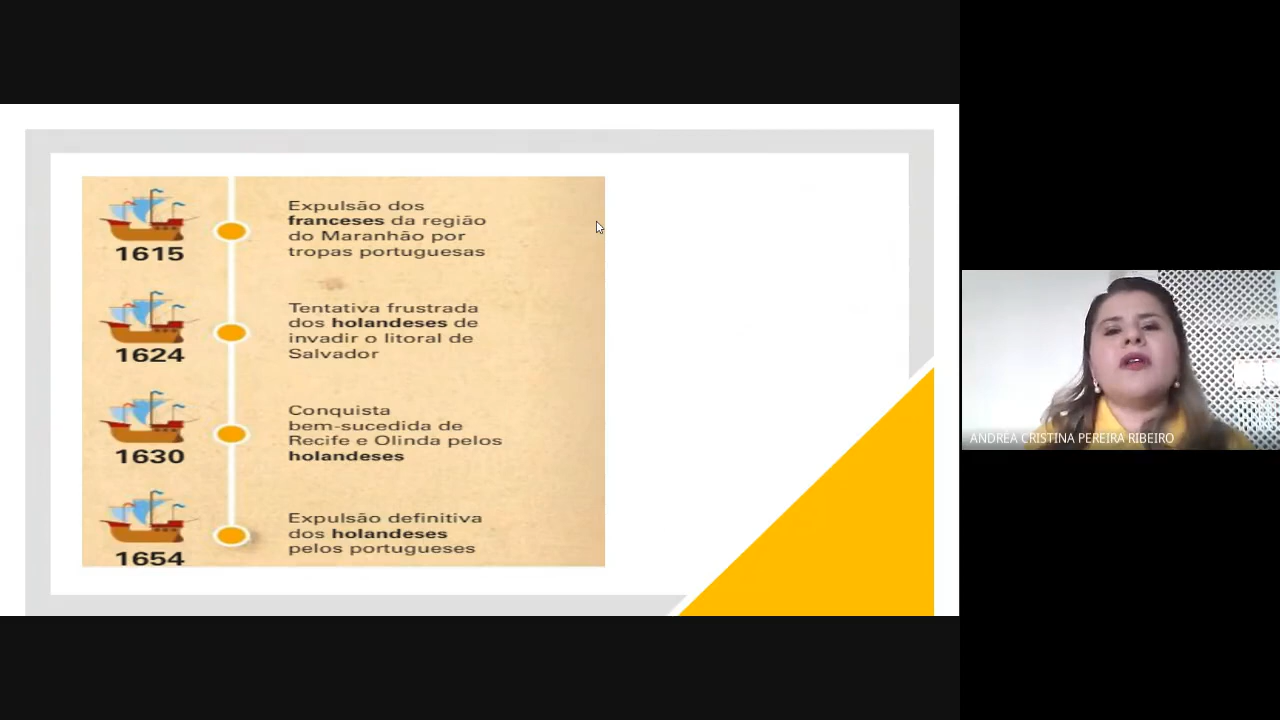 Expulsão dos
franceses da região
do Maranhão por
tropas portuguesas
1615
Tentativa frustrada
dos holandeses de
invadir o litoral de
Salvador
1624
Conquista
bem-sucedida de
Recife e Olinda pelos
holandeses
1630
Expulsão definitiva
dos holandeses
pelos portugueses
1654
ANDRÉA CRISTINA PEREIRA RIBEIRO